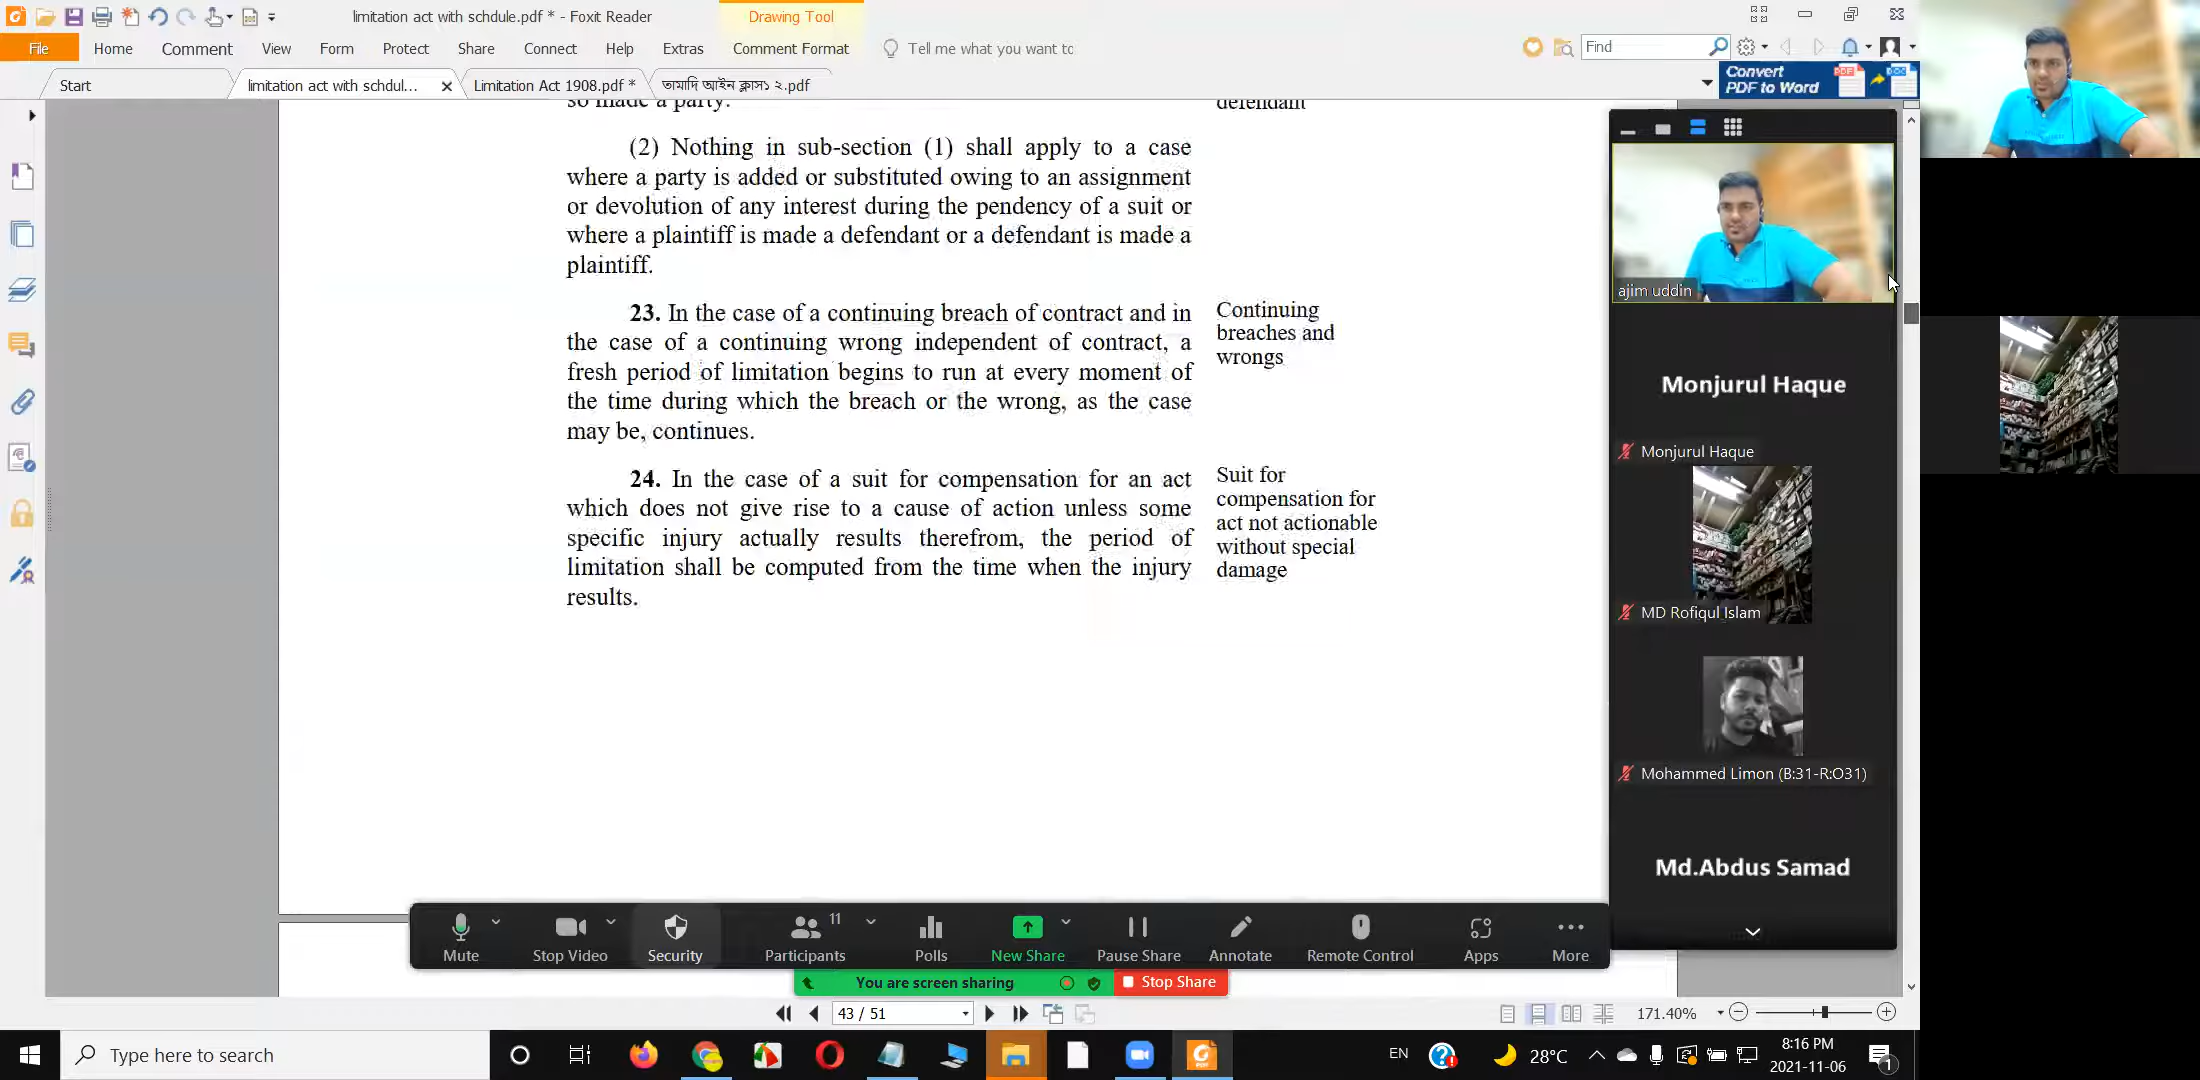 limitation act with schdule.pdf * - Foxit Reader
Drawing Tool
File
Home
Comment
View
Form
Protect
Share
Connect
Help
Extras
Comment Format
Tell me what you want to
Find
Start
limitation act with schdul...
Limitation Act 1908.pdf *
তামাদি আইন ক্লাস১ ২.pdf
Convert
PDF to Word
so made a party.
defendant
(2) Nothing in sub-section (1) shall apply to a case
where a party is added or substituted owing to an assignment
or devolution of any interest during the pendency of a suit or
where a plaintiff is made a defendant or a defendant is made a
plaintiff.
23. In the case of a continuing breach of contract and in
the case of a continuing wrong independent of contract, a
fresh period of limitation begins to run at every moment of
the time during which the breach or the wrong, as the case
may be, continues.
Continuing
breaches and
wrongs
24. In the case of a suit for compensation for an act
which does not give rise to a cause of action unless some
specific injury actually results therefrom, the period of
limitation shall be computed from the time when the injury
results.
Suit for
compensation for
act not actionable
without special
damage
ajim uddin
Monjurul Haque
Monjurul Haque
MD Rofiqul Islam
Mohammed Limon (B:31-R:O31)
Md.Abdus Samad
Mute
Stop Video
Security
Participants
11
Polls
New Share
Pause Share
Annotate
Remote Control
Apps
More
You are screen sharing
Stop Share
43 / 51
171.40%
Type here to search
EN
28°C
8:16 PM
2021-11-06
1